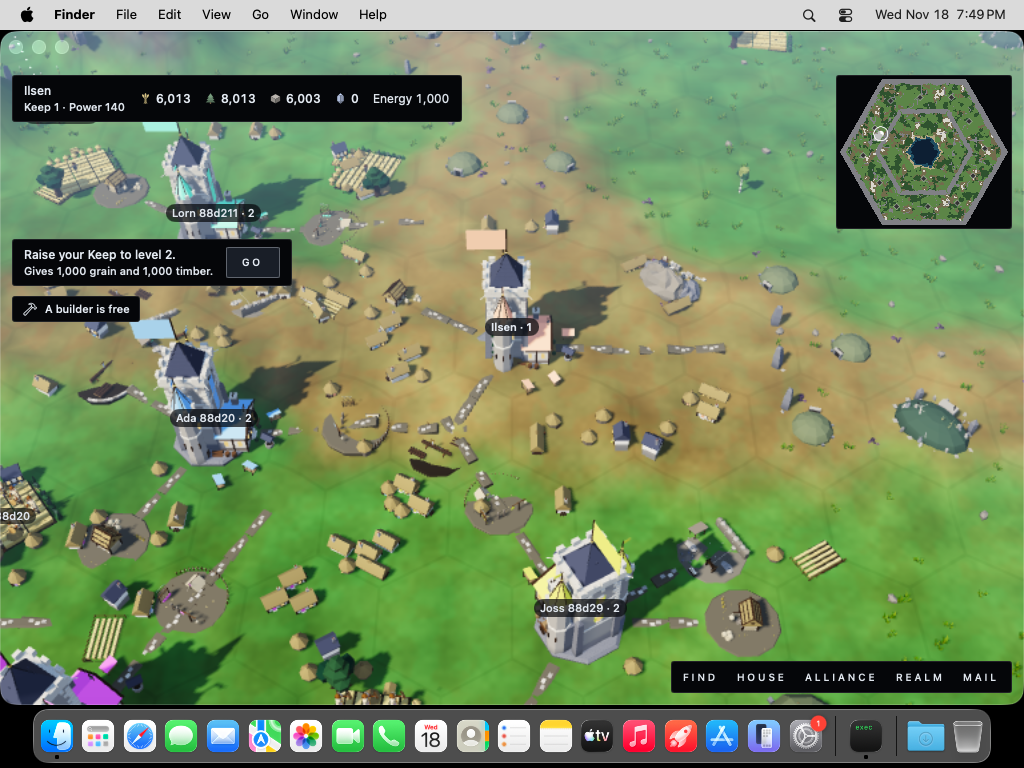 Finder File Edit View Go Window Help
Wed Nov 18 7:49 PM
Ilsen
Keep 1 · Power 140
6,013 8,013 6,003 0 Energy 1,000
Lorn 88d211 · 2
Raise your Keep to level 2.
Gives 1,000 grain and 1,000 timber.
GO
A builder is free
Ilsen · 1
Ada 88d20 · 2
88d20
Joss 88d29 · 2
FIND HOUSE ALLIANCE REALM MAIL
Wed
18
tv
1
exec